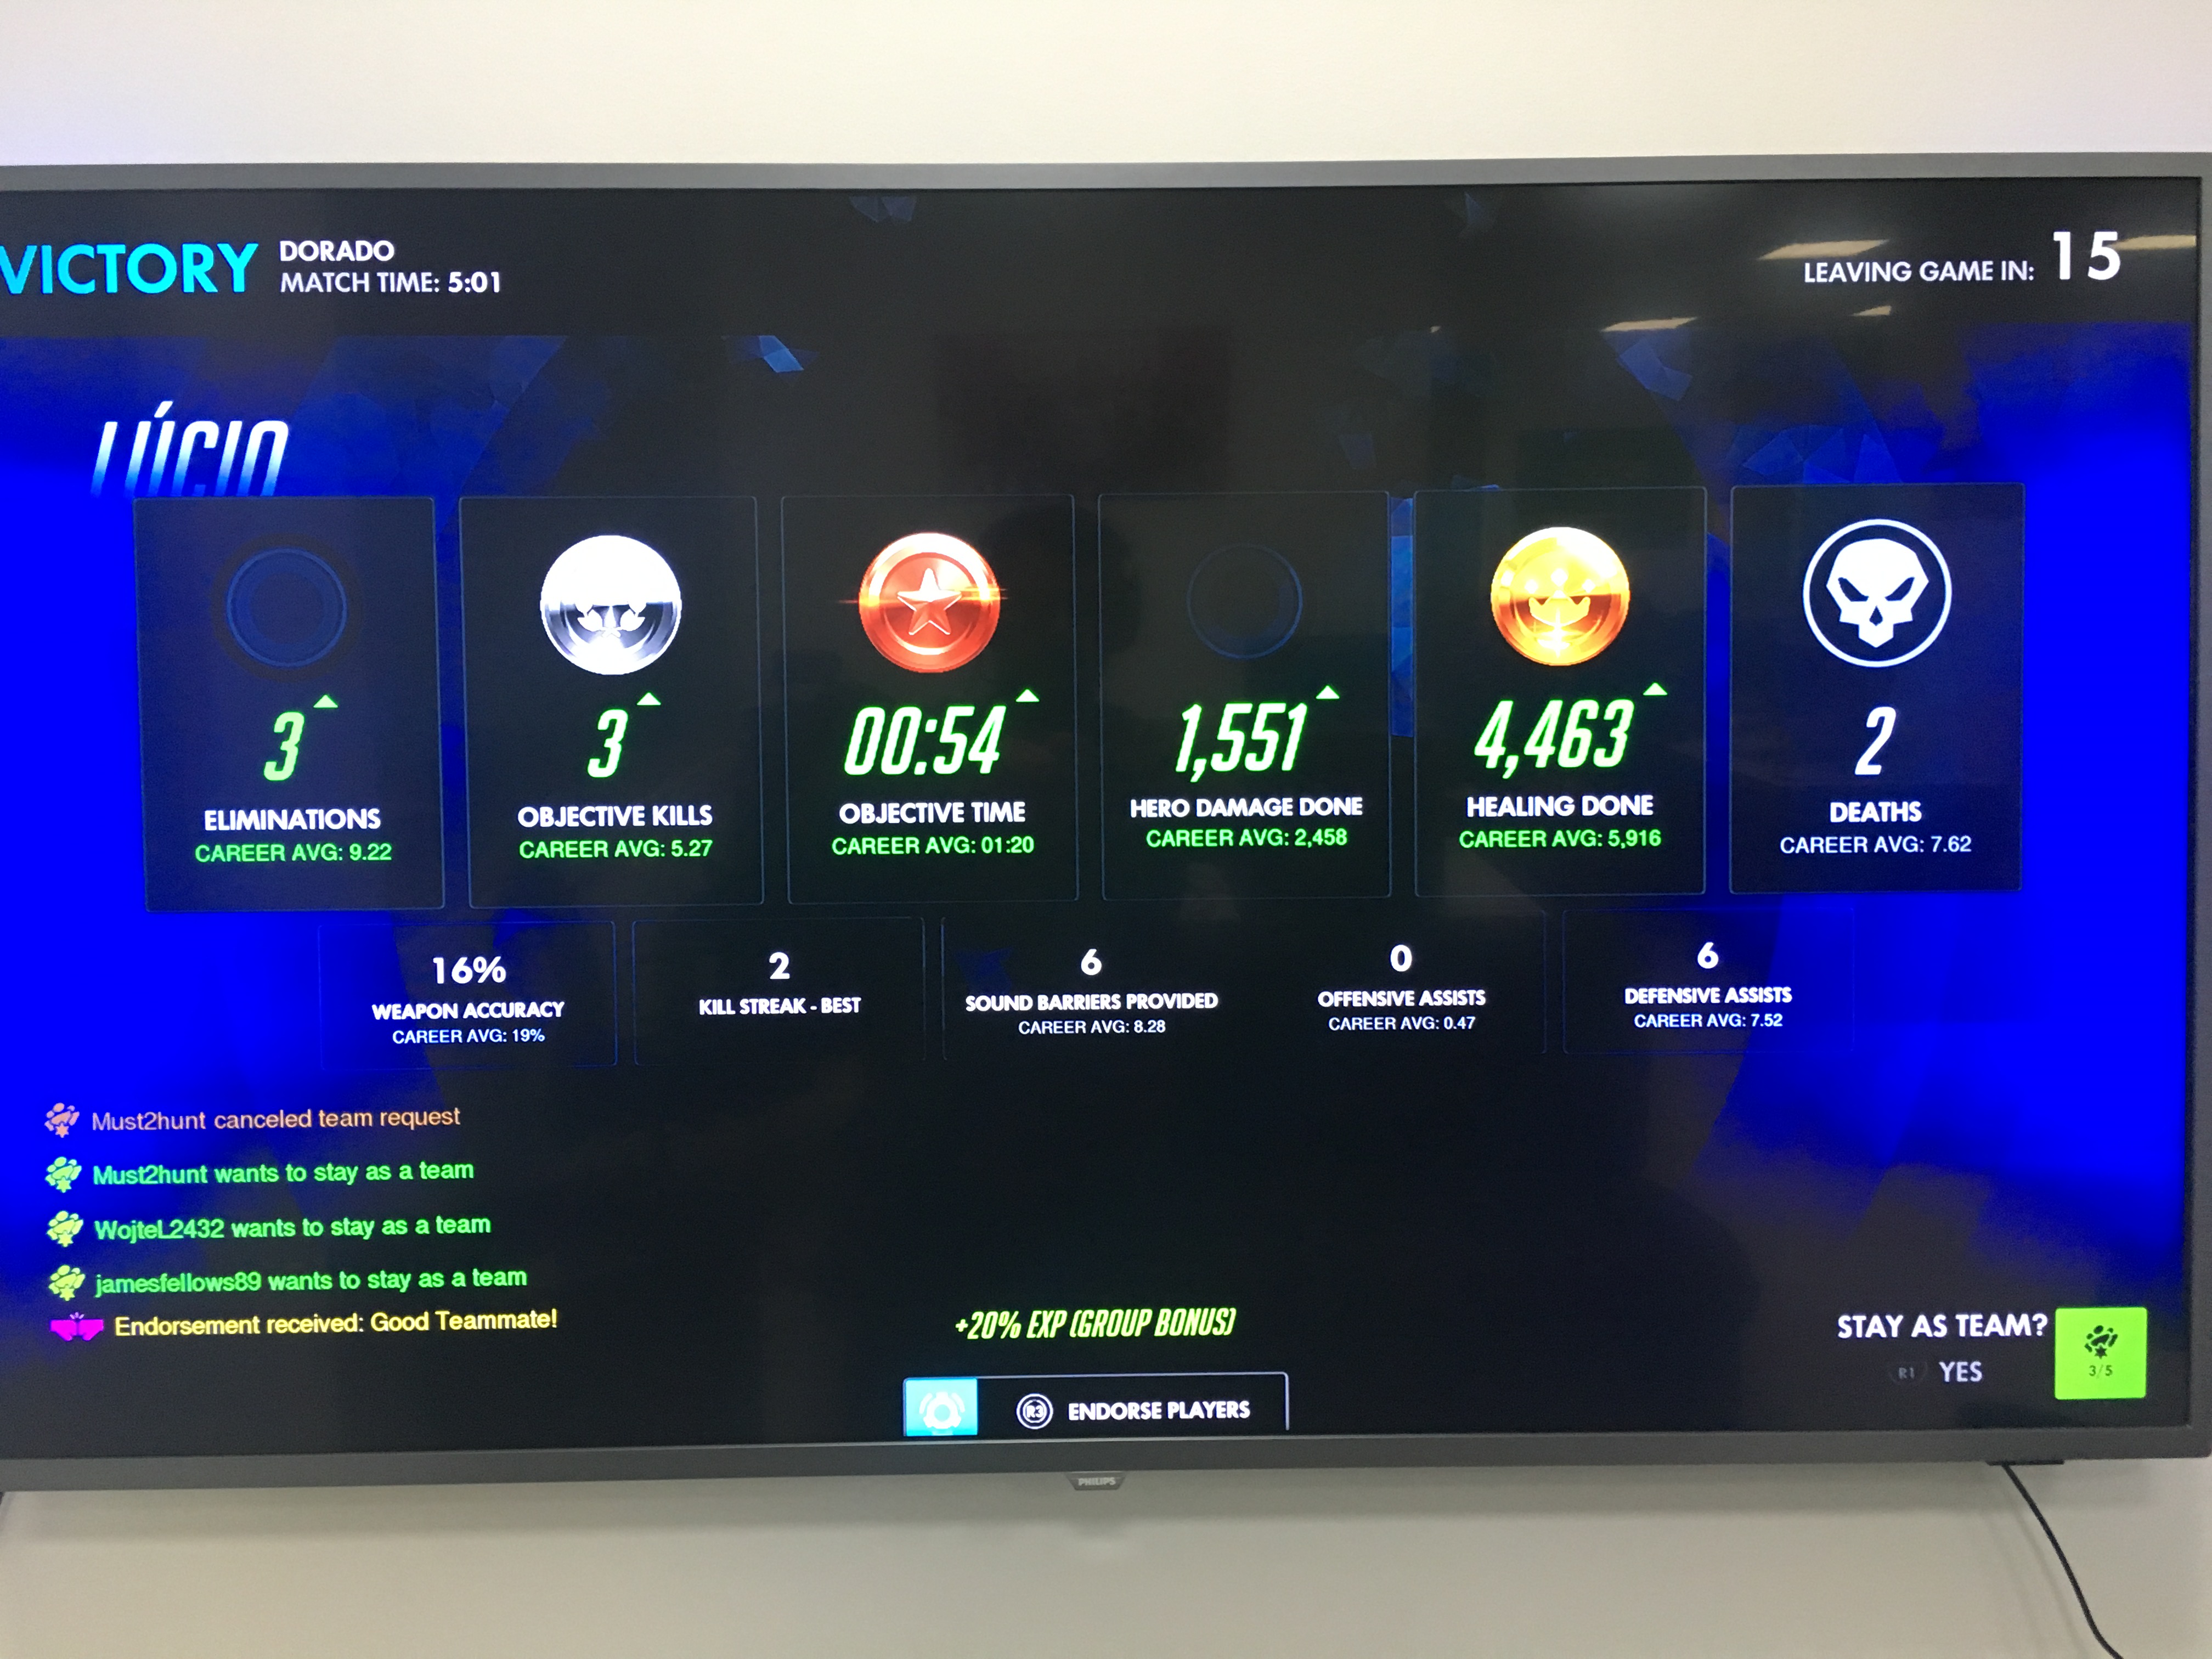 VICTORY
DORADO
MATCH TIME: 5:01
LEAVING GAME IN: 15
LÚCIO
3
ELIMINATIONS
CAREER AVG: 9.22
3
OBJECTIVE KILLS
CAREER AVG: 5.27
00:54
OBJECTIVE TIME
CAREER AVG: 01:20
1,551
HERO DAMAGE DONE
CAREER AVG: 2,458
4,463
HEALING DONE
CAREER AVG: 5,916
2
DEATHS
CAREER AVG: 7.62
16%
WEAPON ACCURACY
CAREER AVG: 19%
2
KILL STREAK - BEST
6
SOUND BARRIERS PROVIDED
CAREER AVG: 8.28
0
OFFENSIVE ASSISTS
CAREER AVG: 0.47
6
DEFENSIVE ASSISTS
CAREER AVG: 7.52
Must2hunt canceled team request
Must2hunt wants to stay as a team
WojteL2432 wants to stay as a team
jamesfellows89 wants to stay as a team
Endorsement received: Good Teammate!
+20% EXP (GROUP BONUS)
R3 ENDORSE PLAYERS
STAY AS TEAM?
R1 YES
3/5
PHILIPS